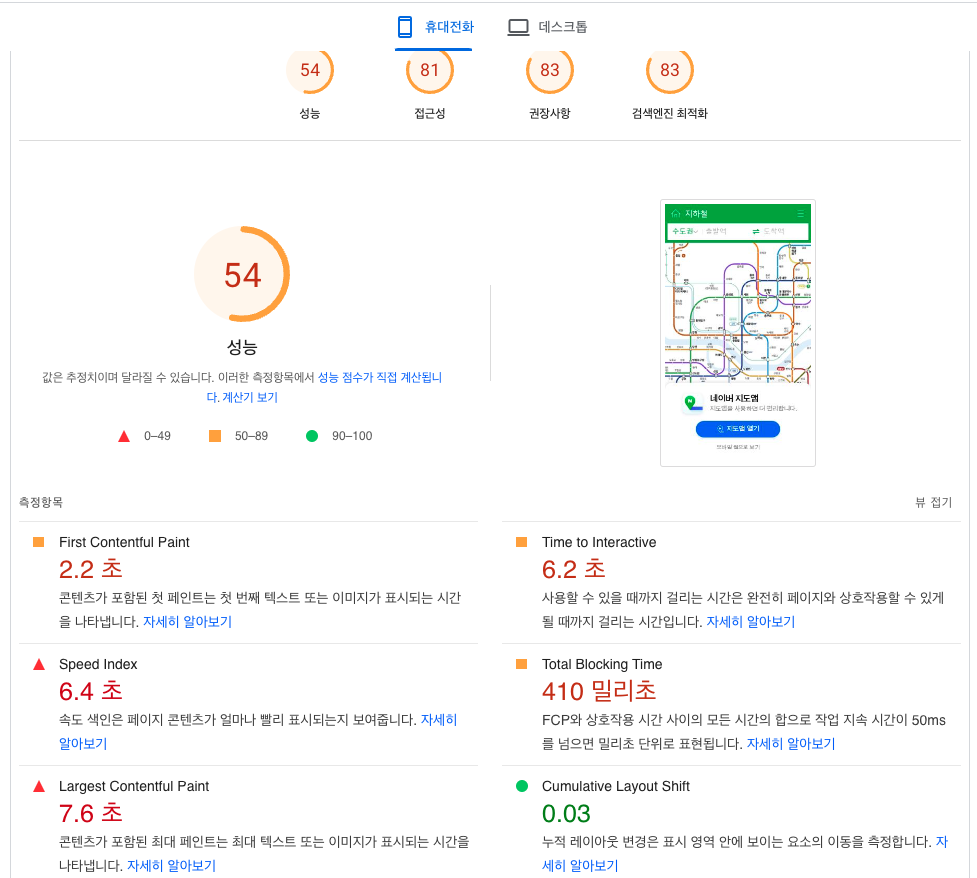 휴대전화
데스크톱
54
81
83
83
성능
접근성
권장사항
검색엔진 최적화
54
성능
값은 추정치이며 달라질 수 있습니다. 이러한 측정항목에서 성능 점수가 직접 계산됩니
다. 계산기 보기
0–49
50–89
90–100
지하철
수도권
출발역
도착역
네이버 지도앱
지도앱을 사용하면 더 편리합니다.
지도앱 열기
모바일 웹으로 보기
측정항목
뷰 접기
First Contentful Paint
2.2 초
콘텐츠가 포함된 첫 페인트는 첫 번째 텍스트 또는 이미지가 표시되는 시간
을 나타냅니다. 자세히 알아보기
Time to Interactive
6.2 초
사용할 수 있을 때까지 걸리는 시간은 완전히 페이지와 상호작용할 수 있게
될 때까지 걸리는 시간입니다. 자세히 알아보기
Speed Index
6.4 초
속도 색인은 페이지 콘텐츠가 얼마나 빨리 표시되는지 보여줍니다. 자세히
알아보기
Total Blocking Time
410 밀리초
FCP와 상호작용 시간 사이의 모든 시간의 합으로 작업 지속 시간이 50ms
를 넘으면 밀리초 단위로 표현됩니다. 자세히 알아보기
Largest Contentful Paint
7.6 초
콘텐츠가 포함된 최대 페인트는 최대 텍스트 또는 이미지가 표시되는 시간을
나타냅니다. 자세히 알아보기
Cumulative Layout Shift
0.03
누적 레이아웃 변경은 표시 영역 안에 보이는 요소의 이동을 측정합니다. 자
세히 알아보기